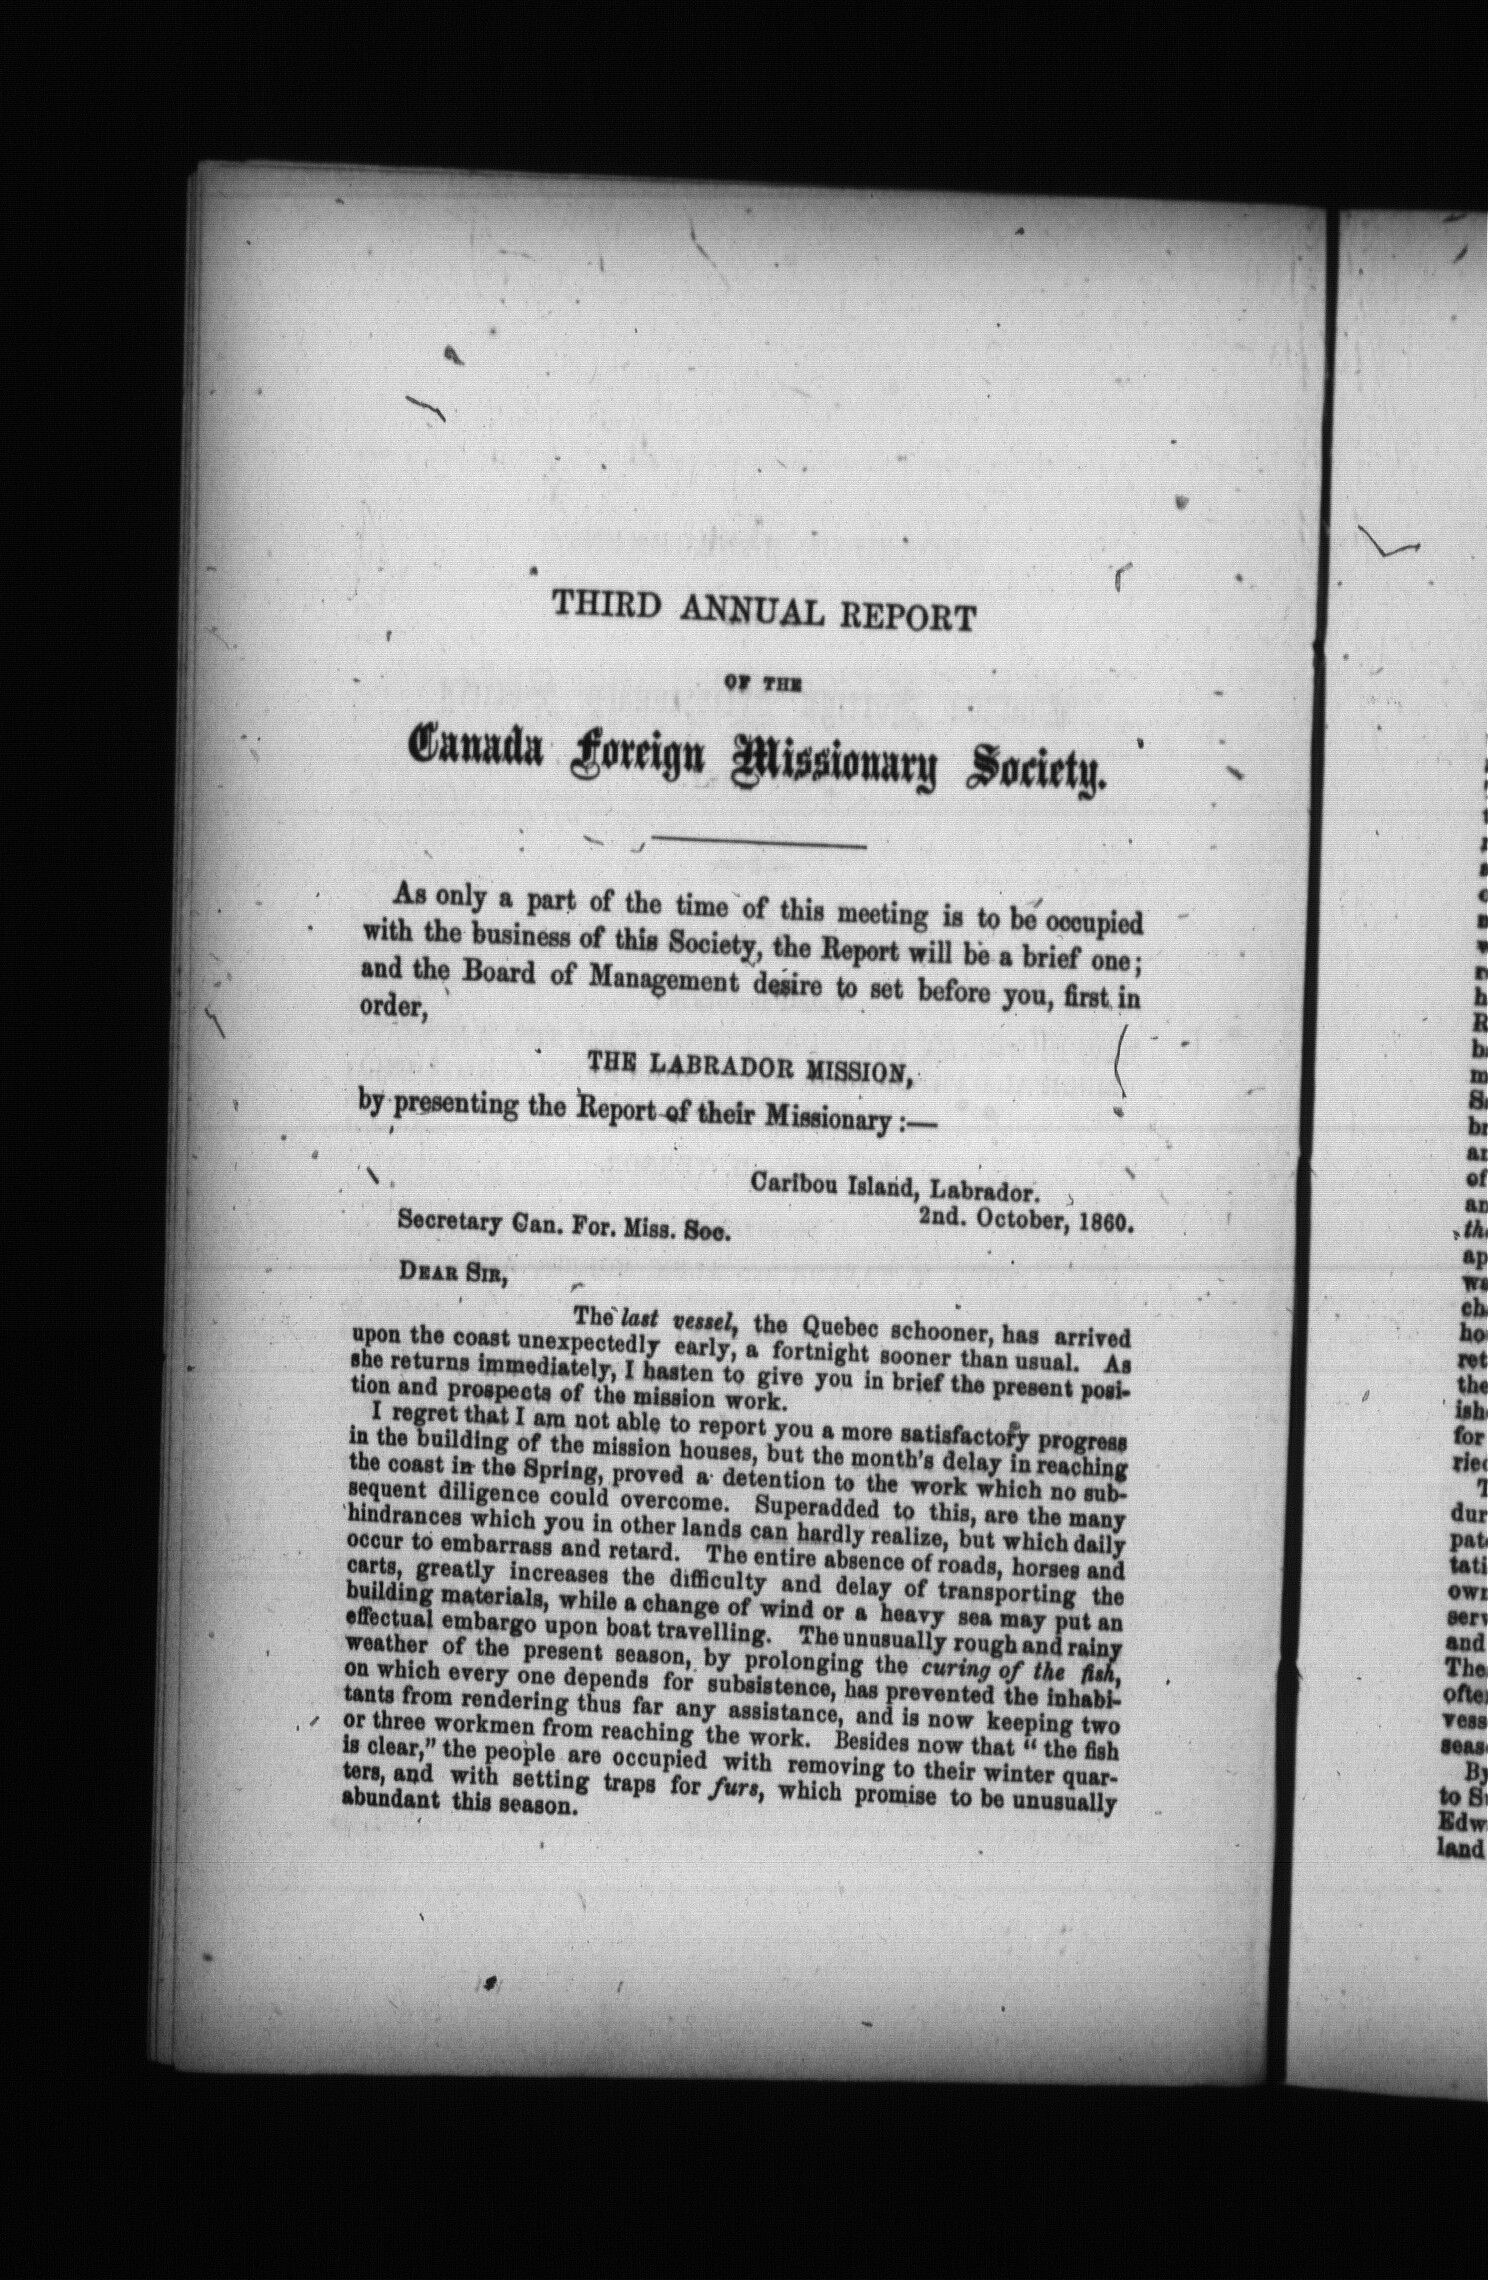 THIRD ANNUAL REPORT
OF THE
Canada Foreign Missionary Society.
As only a part of the time of this meeting is to be occupied
with the business of this Society, the Report will be a brief one;
and the Board of Management desire to set before you, first in
order,
THE LABRADOR MISSION,
by presenting the Report of their Missionary :—
Caribou Island, Labrador.
2nd. October, 1860.
Secretary Can. For. Miss. Soc.
DEAR SIR,
The last vessel, the Quebec schooner, has arrived
upon the coast unexpectedly early, a fortnight sooner than usual. As
she returns immediately, I hasten to give you in brief the present posi-
tion and prospects of the mission work.
I regret that I am not able to report you a more satisfactory progress
in the building of the mission houses, but the month's delay in reaching
the coast in the Spring, proved a detention to the work which no sub-
sequent diligence could overcome. Superadded to this, are the many
hindrances which you in other lands can hardly realize, but which daily
occur to embarrass and retard. The entire absence of roads, horses and
carts, greatly increases the difficulty and delay of transporting the
building materials, while a change of wind or a heavy sea may put an
effectual embargo upon boat travelling. The unusually rough and rainy
weather of the present season, by prolonging the curing of the fish,
on which every one depends for subsistence, has prevented the inhabi-
tants from rendering thus far any assistance, and is now keeping two
or three workmen from reaching the work. Besides now that “ the fish
is clear,” the people are occupied with removing to their winter quar-
ters, and with setting traps for furs, which promise to be unusually
abundant this season.